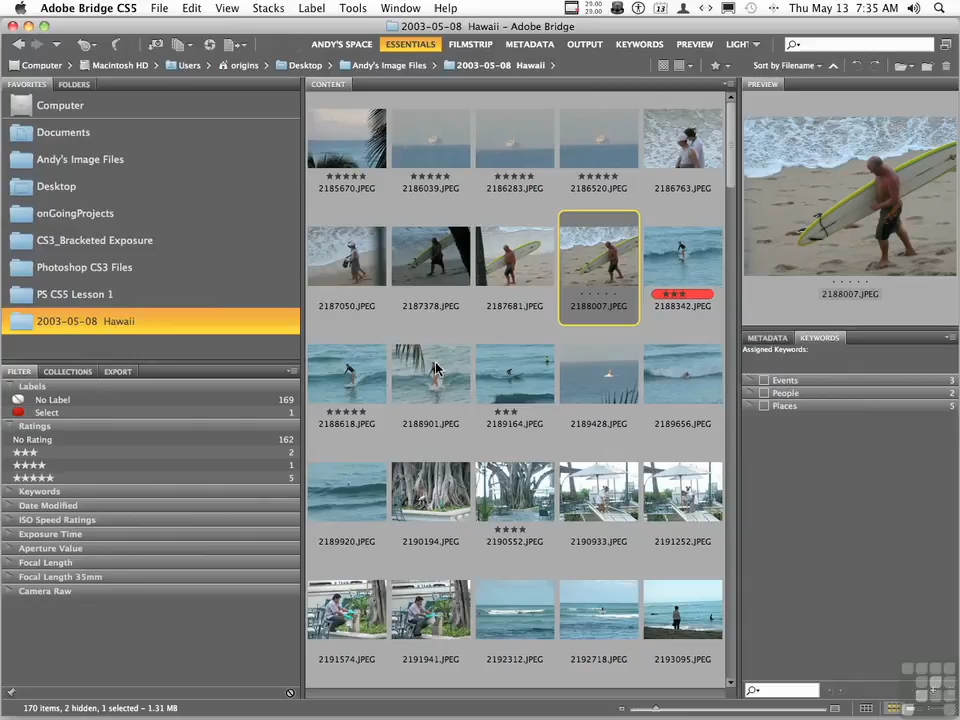 Adobe Bridge CS5 File Edit View Stacks Label Tools Window Help 29.00 29.00 13 Thu May 13 7:35 AM
2003-05-08 Hawaii – Adobe Bridge
ANDY'S SPACE ESSENTIALS FILMSTRIP METADATA OUTPUT KEYWORDS PREVIEW LIGH
Computer Macintosh HD Users origins Desktop Andy's Image Files 2003-05-08 Hawaii Sort by Filename
FAVORITES FOLDERS
Computer
Documents
Andy's Image Files
Desktop
onGoingProjects
CS3_Bracketed Exposure
Photoshop CS3 Files
PS CS5 Lesson 1
2003-05-08 Hawaii
FILTER COLLECTIONS EXPORT
Labels
No Label 169
Select 1
Ratings
No Rating 162
★★★ 2
★★★★ 1
★★★★★ 5
Keywords
Date Modified
ISO Speed Ratings
Exposure Time
Aperture Value
Focal Length
Focal Length 35mm
Camera Raw
CONTENT
★★★★★ ★★★★★ ★★★★★ ★★★★★
2185670.JPEG 2186039.JPEG 2186283.JPEG 2186520.JPEG 2186763.JPEG
★★★
2187050.JPEG 2187378.JPEG 2187681.JPEG 2188007.JPEG 2188342.JPEG
★★★★★ ★★★
2188618.JPEG 2188901.JPEG 2189164.JPEG 2189428.JPEG 2189656.JPEG
★★★★
2189920.JPEG 2190194.JPEG 2190552.JPEG 2190933.JPEG 2191252.JPEG
2191574.JPEG 2191941.JPEG 2192312.JPEG 2192718.JPEG 2193095.JPEG
PREVIEW
2188007.JPEG
METADATA KEYWORDS
Assigned Keywords:
Events 3
People 2
Places 5
170 items, 2 hidden, 1 selected – 1.31 MB